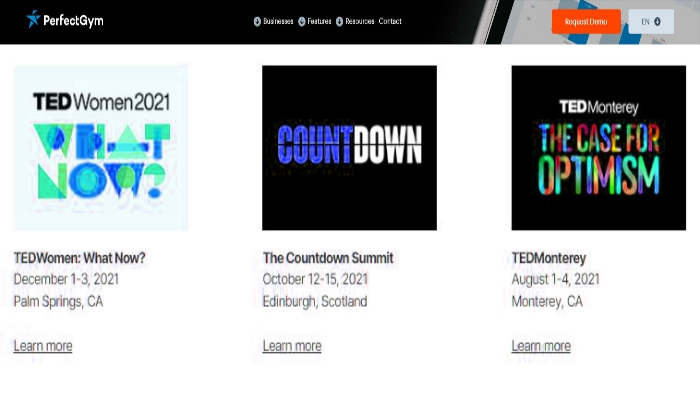 PerfectGym
Businesses Features Resources Contact
Request Demo
EN
TEDWomen2021
WHAT
NOW?
COUNTDOWN
TEDMonterey
THE CASE FOR
OPTIMISM
TEDWomen: What Now?
December 1-3, 2021
Palm Springs, CA
Learn more
The Countdown Summit
October 12-15, 2021
Edinburgh, Scotland
Learn more
TEDMonterey
August 1-4, 2021
Monterey, CA
Learn more